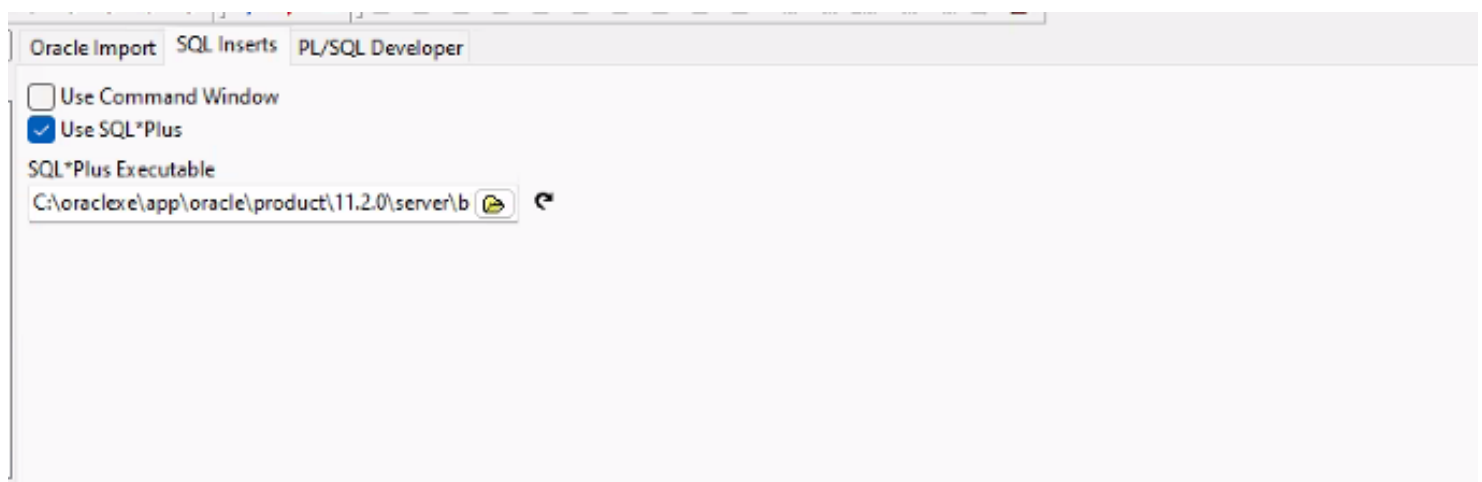 Oracle Import SQL Inserts PL/SQL Developer
Use Command Window
Use SQL*Plus
SQL*Plus Executable
C:\oraclexe\app\oracle\product\11.2.0\server\b